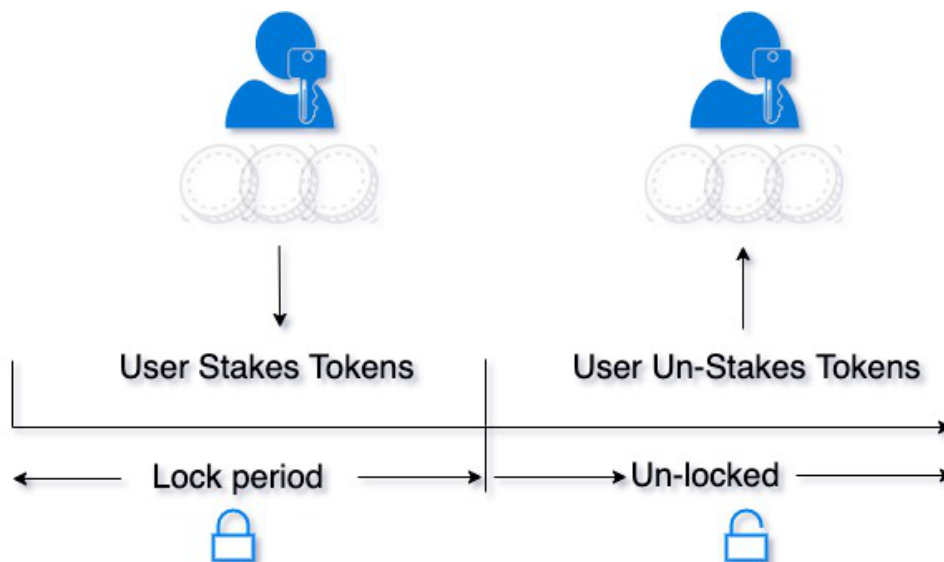 User Stakes Tokens
User Un-Stakes Tokens
Lock period
Un-locked